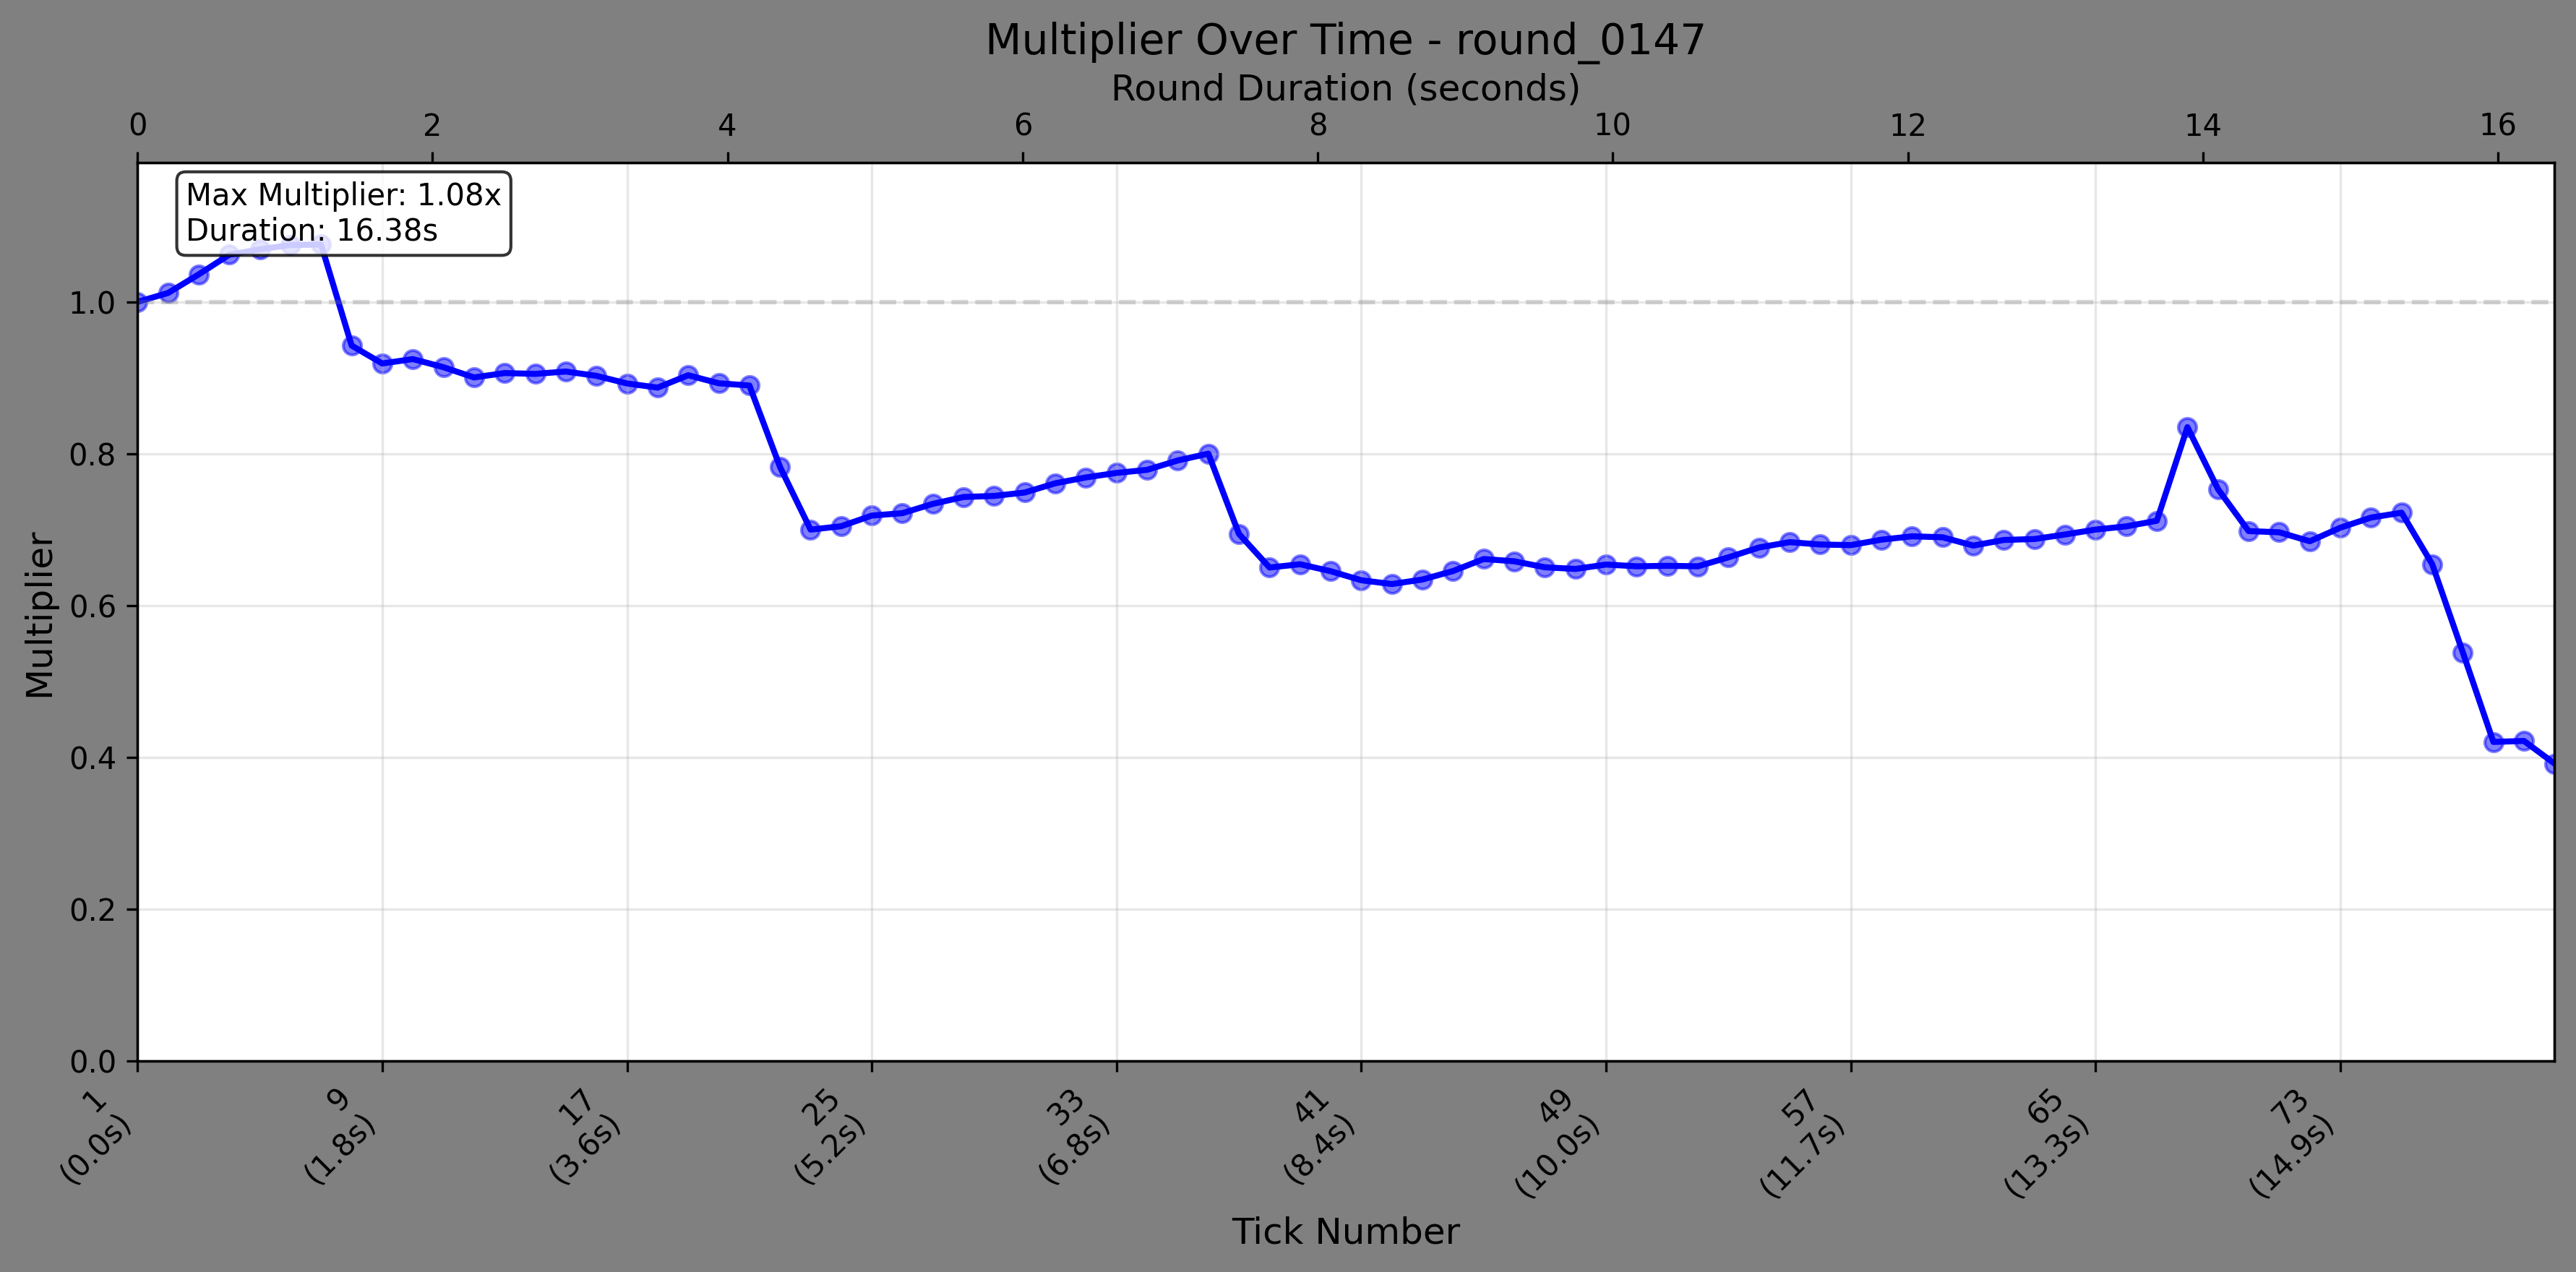 Multiplier Over Time - round_0147
Round Duration (seconds)
0 2 4 6 8 10 12 14 16
Max Multiplier: 1.08x
Duration: 16.38s
Multiplier
1.0
0.8
0.6
0.4
0.2
0.0
1
(0.0s)
9
(1.8s)
17
(3.6s)
25
(5.2s)
33
(6.8s)
41
(8.4s)
49
(10.0s)
57
(11.7s)
65
(13.3s)
73
(14.9s)
Tick Number